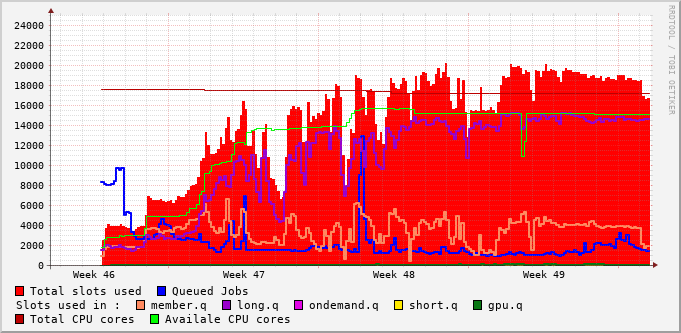 24000
22000
20000
18000
16000
14000
12000
10000
8000
6000
4000
2000
0
Week 46 Week 47 Week 48 Week 49
RRDTOOL / TOBI OETIKER
Total slots used Queued Jobs
Slots used in : member.q long.q ondemand.q short.q gpu.q
Total CPU cores Availale CPU cores